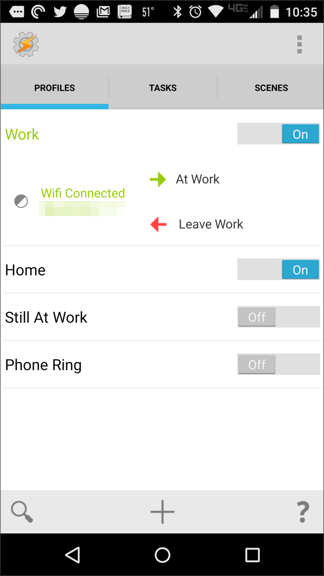 51° 4G 10:35
PROFILES TASKS SCENES
Work On
Wifi Connected
At Work
Leave Work
Home On
Still At Work Off
Phone Ring Off
?